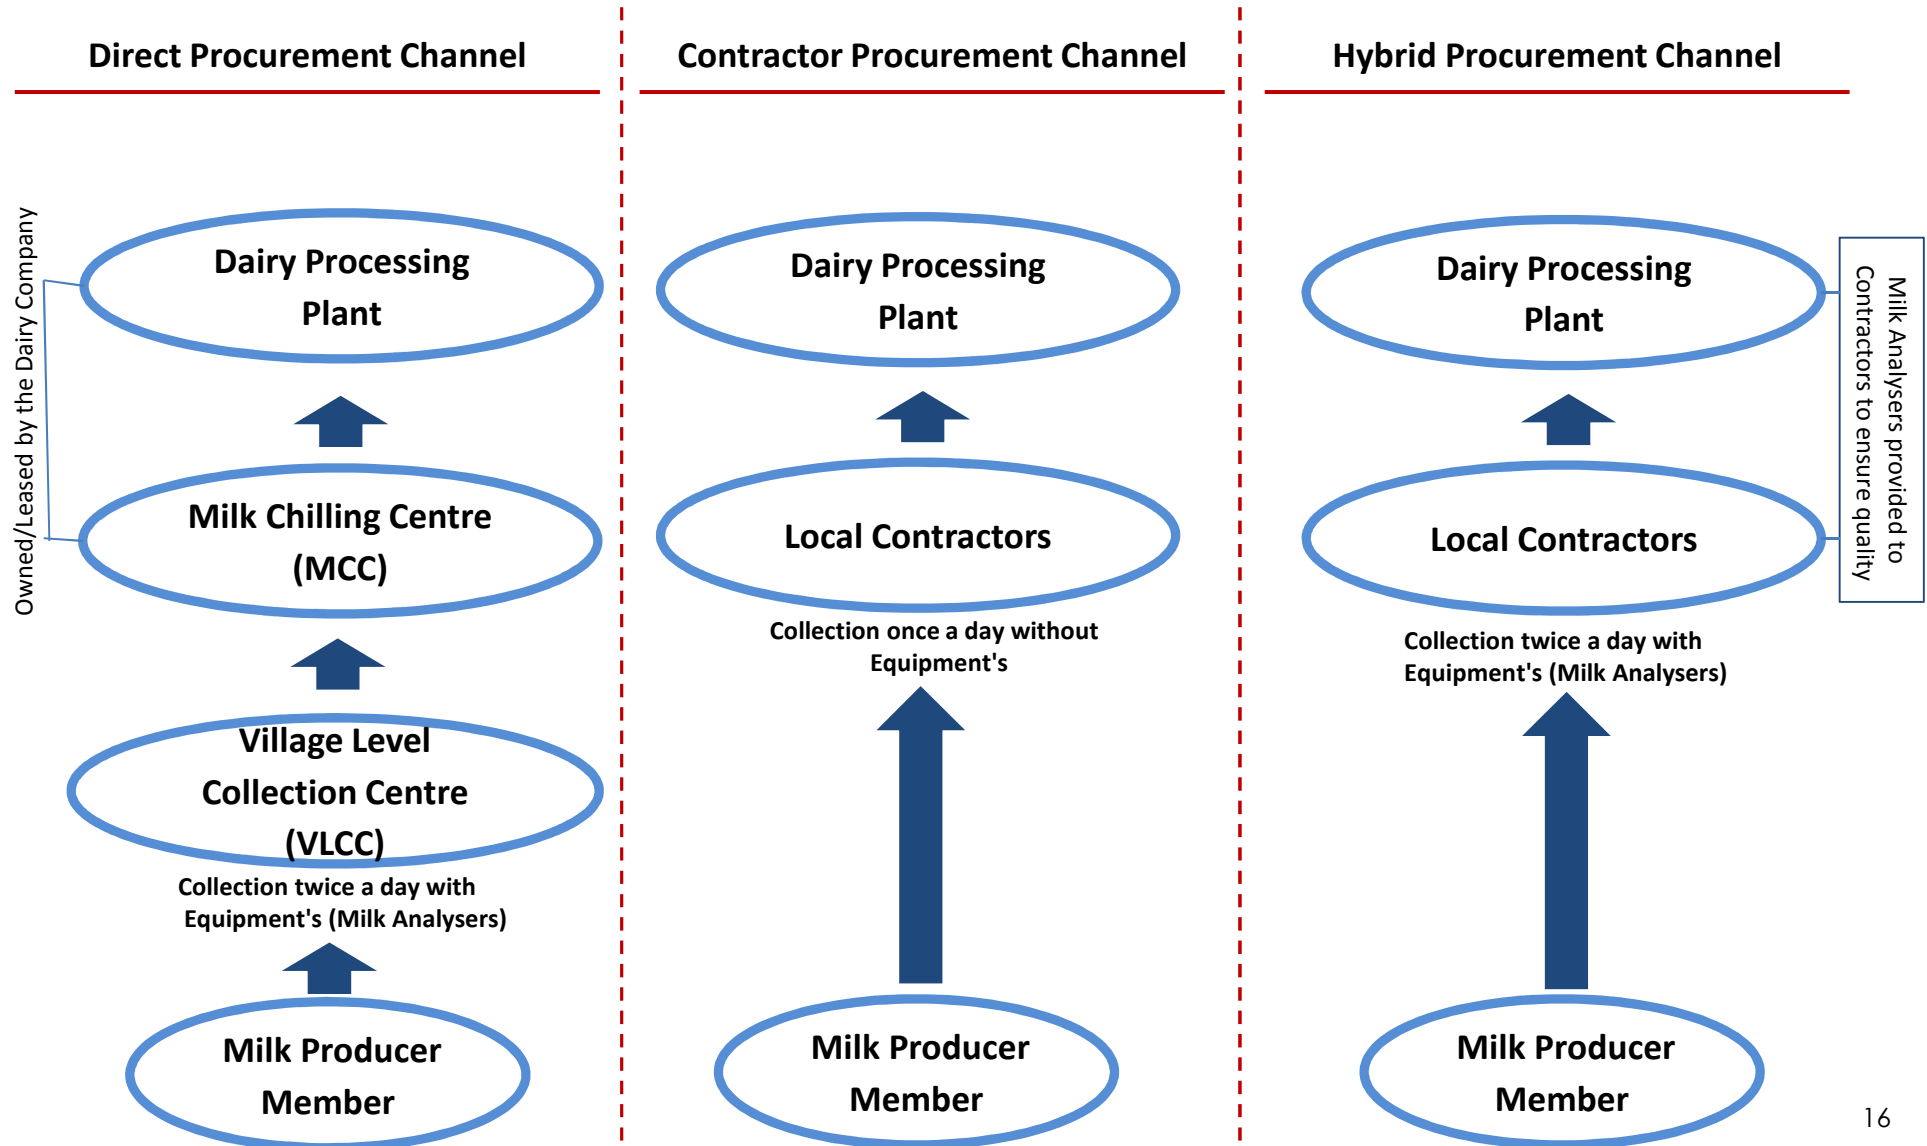 Direct Procurement Channel
Owned/Leased by the Dairy Company
Dairy Processing
Plant
Milk Chilling Centre
(MCC)
Village Level
Collection Centre
(VLCC)
Collection twice a day with
Equipment's (Milk Analysers)
Milk Producer
Member
Contractor Procurement Channel
Dairy Processing
Plant
Local Contractors
Collection once a day without
Equipment's
Milk Producer
Member
Hybrid Procurement Channel
Dairy Processing
Plant
Local Contractors
Milk Analysers provided to
Contractors to ensure quality
Collection twice a day with
Equipment's (Milk Analysers)
Milk Producer
Member
16